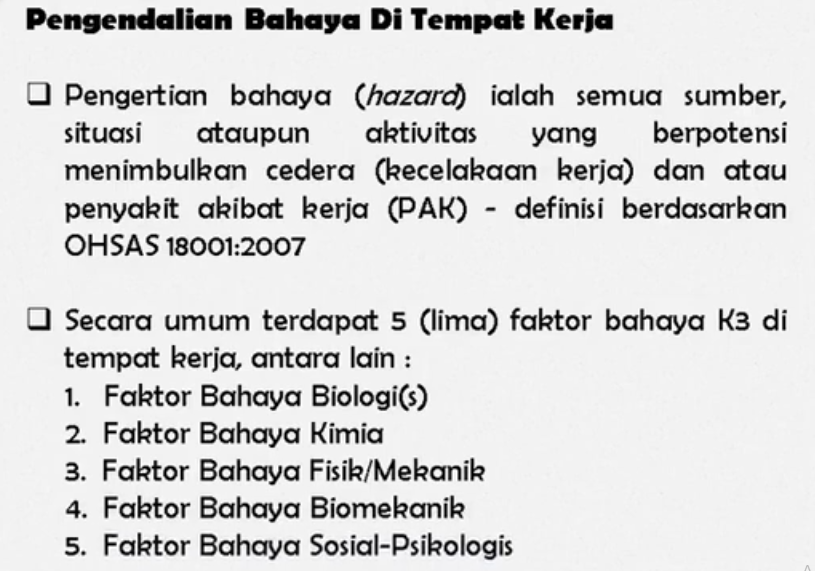 Pengendalian Bahaya Di Tempat Kerja
❑ Pengertian bahaya (hazard) ialah semua sumber,
situasi ataupun aktivitas yang berpotensi
menimbulkan cedera (kecelakaan kerja) dan atau
penyakit akibat kerja (PAK) - definisi berdasarkan
OHSAS 18001:2007
❑ Secara umum terdapat 5 (lima) faktor bahaya K3 di
tempat kerja, antara lain :
1. Faktor Bahaya Biologi(s)
2. Faktor Bahaya Kimia
3. Faktor Bahaya Fisik/Mekanik
4. Faktor Bahaya Biomekanik
5. Faktor Bahaya Sosial-Psikologis